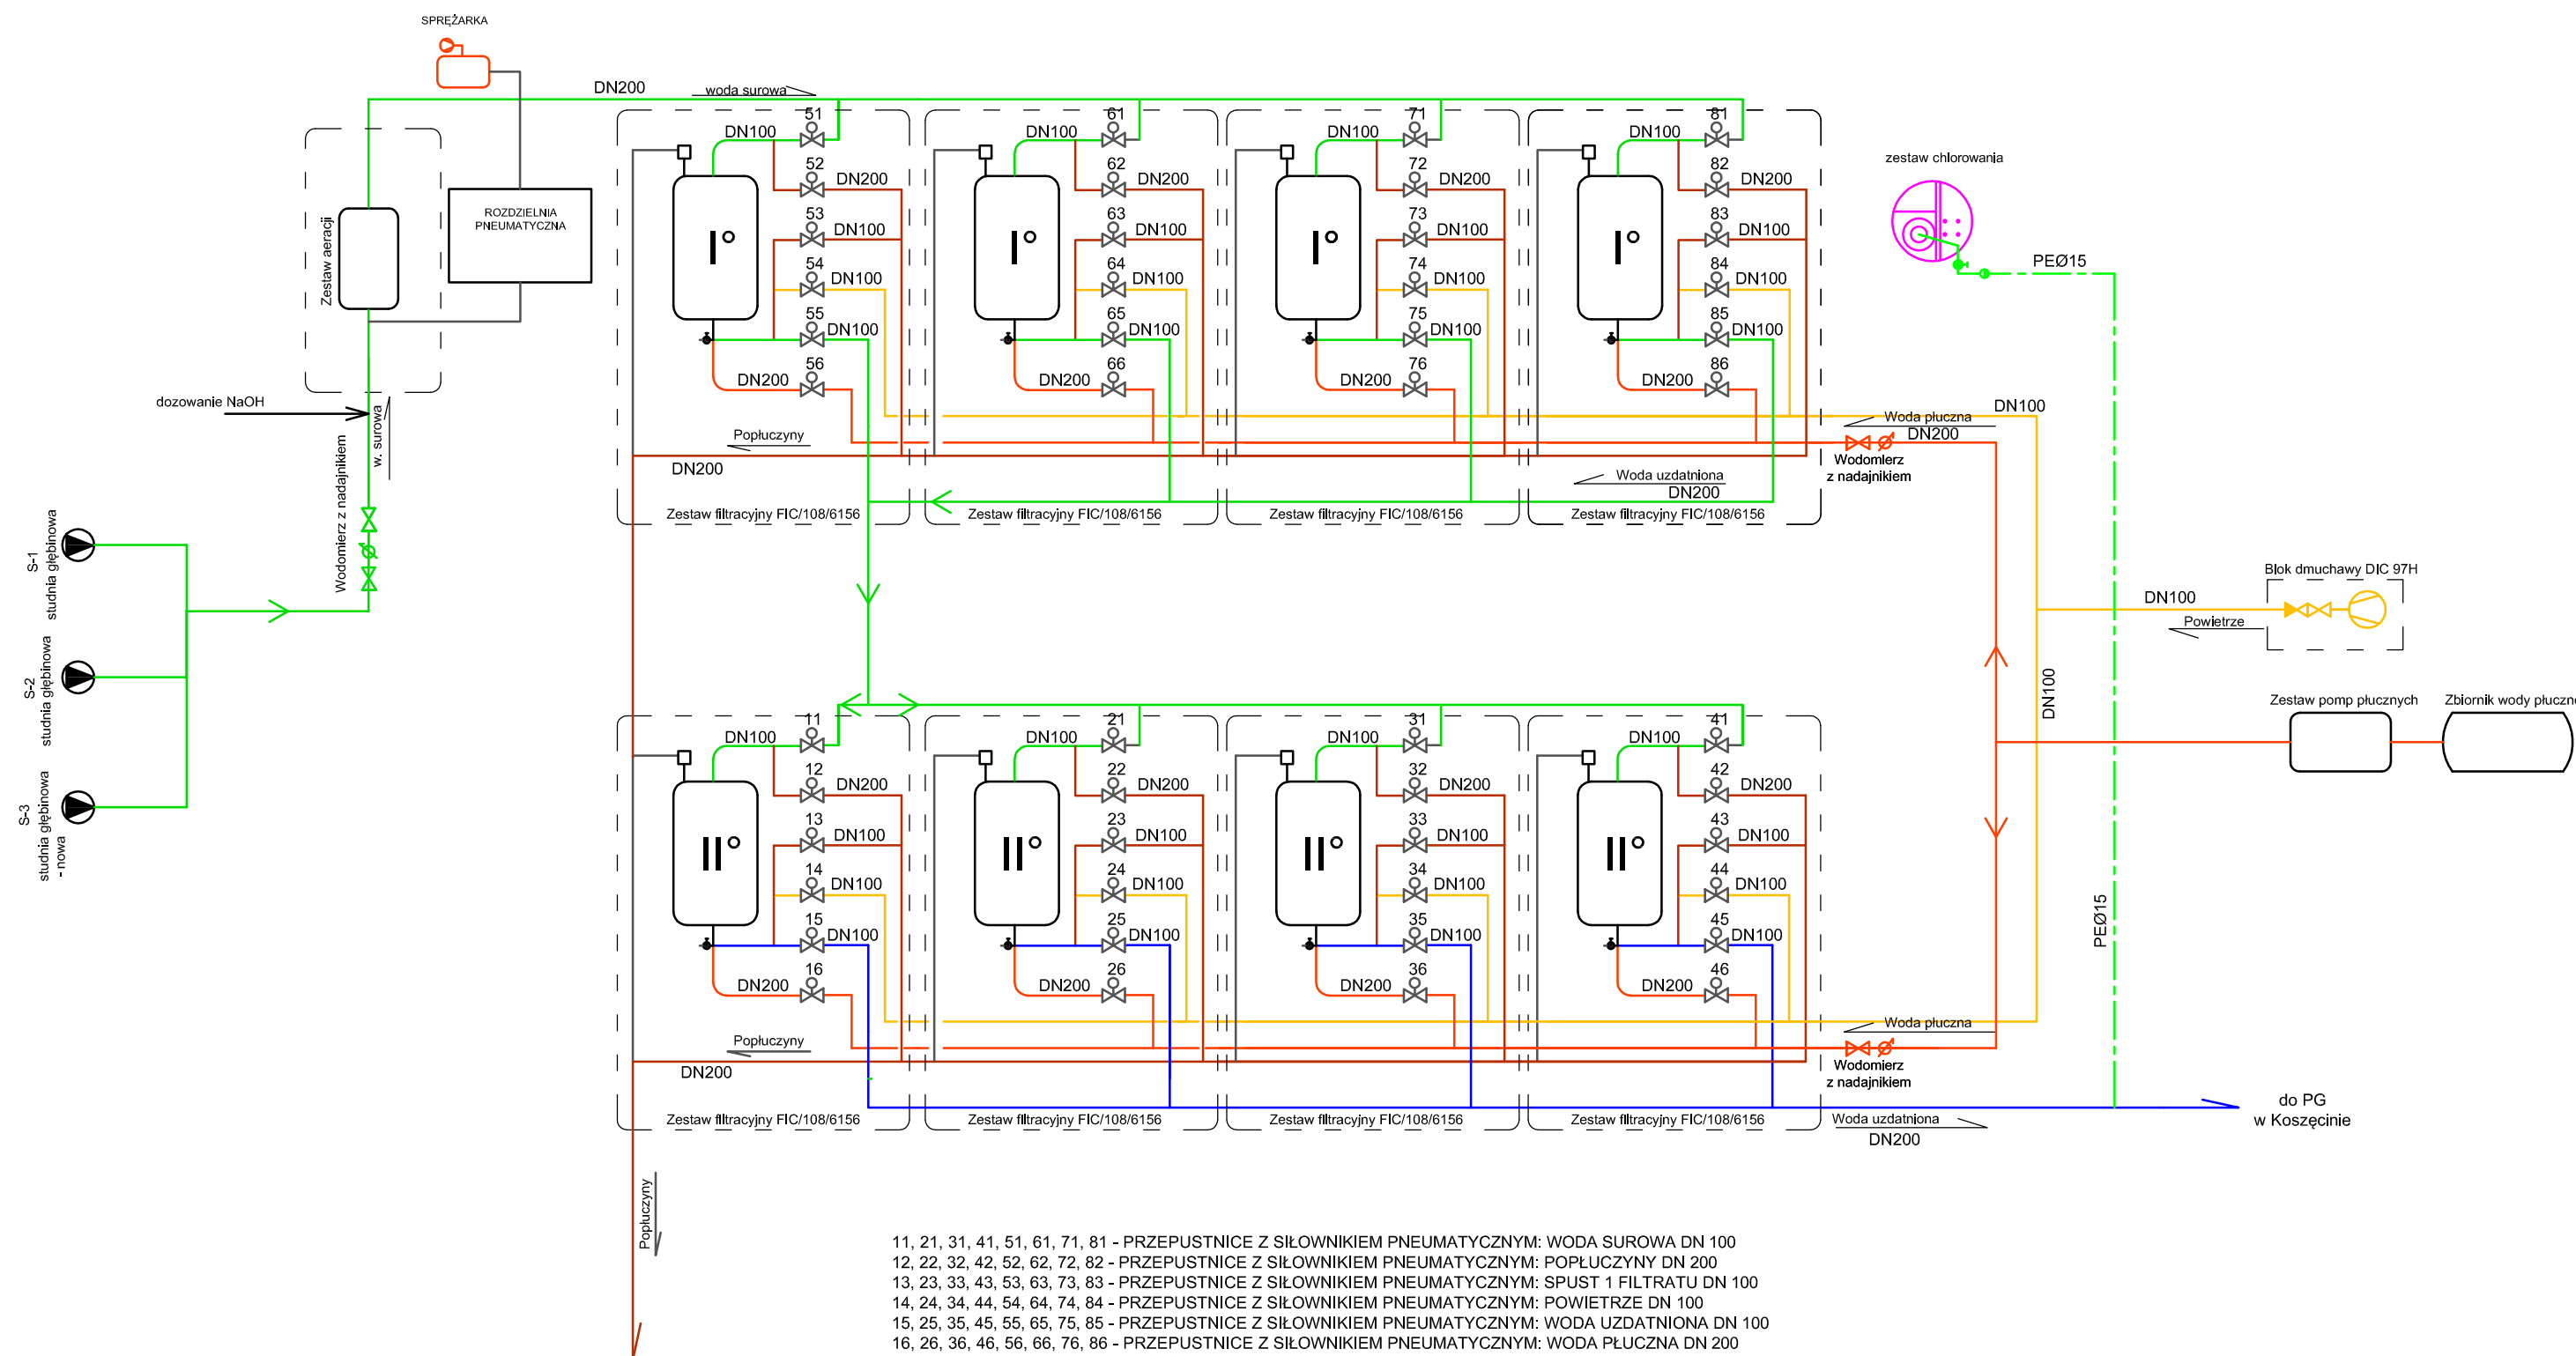 SPRĘŻARKA
DN200
woda surowa
ROZDZIELNIA
PNEUMATYCZNA
Zestaw aeracji
dozowanie NaOH
w. surowa
Wodomierz z nadajnikiem
S-1
studnia głębinowa
S-2
studnia głębinowa
S-3
studnia głębinowa
- nowa
DN100
51
52
DN200
53
DN100
54
DN100
55
DN100
56
DN200
I°
Popłuczyny
DN200
Zestaw filtracyjny FIC/108/6156
DN100
61
62
DN200
63
DN100
64
DN100
65
DN100
66
DN200
I°
Zestaw filtracyjny FIC/108/6156
DN100
71
72
DN200
73
DN100
74
DN100
75
DN100
76
DN200
I°
Zestaw filtracyjny FIC/108/6156
DN100
81
82
DN200
83
DN100
84
DN100
85
DN100
86
DN200
I°
Woda uzdatniona
DN200
Zestaw filtracyjny FIC/108/6156
zestaw chlorowania
PEØ15
DN100
Woda płuczna
DN200
Wodomierz
z nadajnikiem
Blok dmuchawy DIC 97H
DN100
Powietrze
DN100
Zestaw pomp płucznych
Zbiornik wody płuczne
PEØ15
DN100
11
12
DN200
13
DN100
14
DN100
15
DN100
16
DN200
II°
Popłuczyny
DN200
Zestaw filtracyjny FIC/108/6156
DN100
21
22
DN200
23
DN100
24
DN100
25
DN100
26
DN200
II°
Zestaw filtracyjny FIC/108/6156
DN100
31
32
DN200
33
DN100
34
DN100
35
DN100
36
DN200
II°
Zestaw filtracyjny FIC/108/6156
DN100
41
42
DN200
43
DN100
44
DN100
45
DN100
46
DN200
II°
Zestaw filtracyjny FIC/108/6156
Woda płuczna
Wodomierz
z nadajnikiem
Woda uzdatniona
DN200
do PG
w Koszęcinie
Popłuczyny
11, 21, 31, 41, 51, 61, 71, 81 - PRZEPUSTNICE Z SIŁOWNIKIEM PNEUMATYCZNYM: WODA SUROWA DN 100
12, 22, 32, 42, 52, 62, 72, 82 - PRZEPUSTNICE Z SIŁOWNIKIEM PNEUMATYCZNYM: POPŁUCZYNY DN 200
13, 23, 33, 43, 53, 63, 73, 83 - PRZEPUSTNICE Z SIŁOWNIKIEM PNEUMATYCZNYM: SPUST 1 FILTRATU DN 100
14, 24, 34, 44, 54, 64, 74, 84 - PRZEPUSTNICE Z SIŁOWNIKIEM PNEUMATYCZNYM: POWIETRZE DN 100
15, 25, 35, 45, 55, 65, 75, 85 - PRZEPUSTNICE Z SIŁOWNIKIEM PNEUMATYCZNYM: WODA UZDATNIONA DN 100
16, 26, 36, 46, 56, 66, 76, 86 - PRZEPUSTNICE Z SIŁOWNIKIEM PNEUMATYCZNYM: WODA PŁUCZNA DN 200